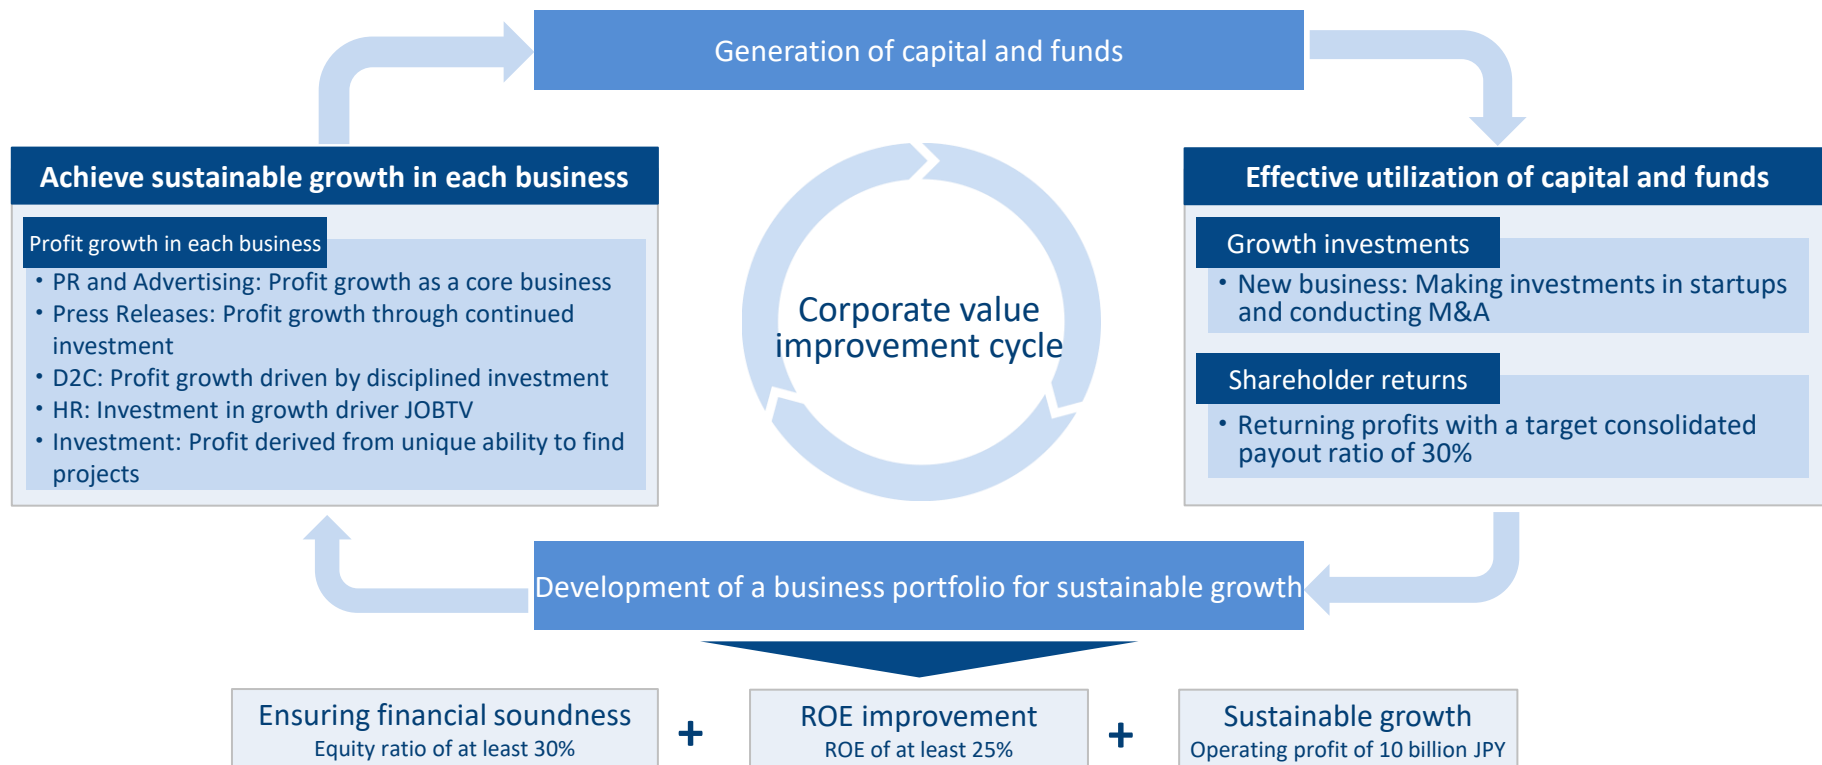 Generation of capital and funds
Achieve sustainable growth in each business
Profit growth in each business
• PR and Advertising: Profit growth as a core business
• Press Releases: Profit growth through continued
investment
• D2C: Profit growth driven by disciplined investment
• HR: Investment in growth driver JOBTV
• Investment: Profit derived from unique ability to find
projects
Corporate value
improvement cycle
Effective utilization of capital and funds
Growth investments
• New business: Making investments in startups
and conducting M&A
Shareholder returns
• Returning profits with a target consolidated
payout ratio of 30%
Development of a business portfolio for sustainable growth
Ensuring financial soundness
Equity ratio of at least 30%
+
ROE improvement
ROE of at least 25%
+
Sustainable growth
Operating profit of 10 billion JPY